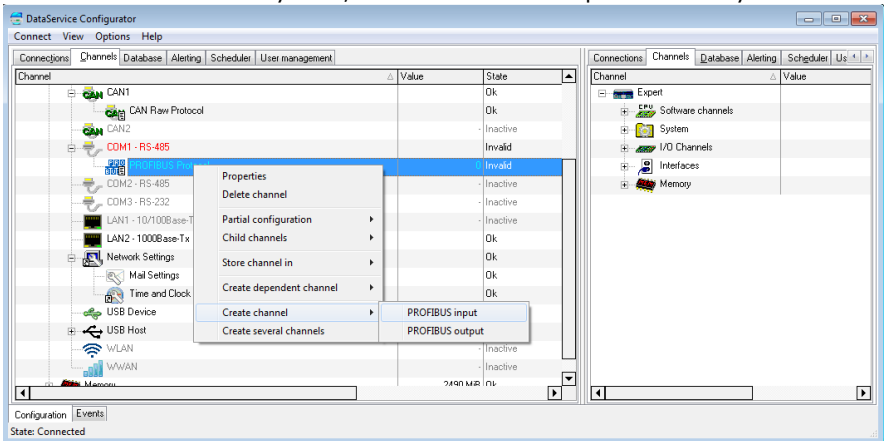 DataService Configurator
Connect View Options Help
Connections Channels Database Alerting Scheduler User management
Channel Value State
CAN1 Ok
CAN Raw Protocol Ok
CAN2 - Inactive
COM1 - RS-485 Invalid
PROFIBUS Protocol 0 Invalid
COM2 - RS-485 - Inactive
COM3 - RS-232 - Inactive
LAN1 - 10/100Base-T - Inactive
LAN2 - 1000Base-Tx Ok
Network Settings Ok
Mail Settings Ok
Time and Clock Ok
USB Device
USB Host
WLAN - Inactive
WWAN - Inactive
Memory 2490 MiB Ok
Properties
Delete channel
Partial configuration
Child channels
Store channel in
Create dependent channel
Create channel
Create several channels
PROFIBUS input
PROFIBUS output
Connections Channels Database Alerting Scheduler Us
Channel Value
Expert
Software channels
System
I/O Channels
Interfaces
Memory
Configuration Events
State: Connected